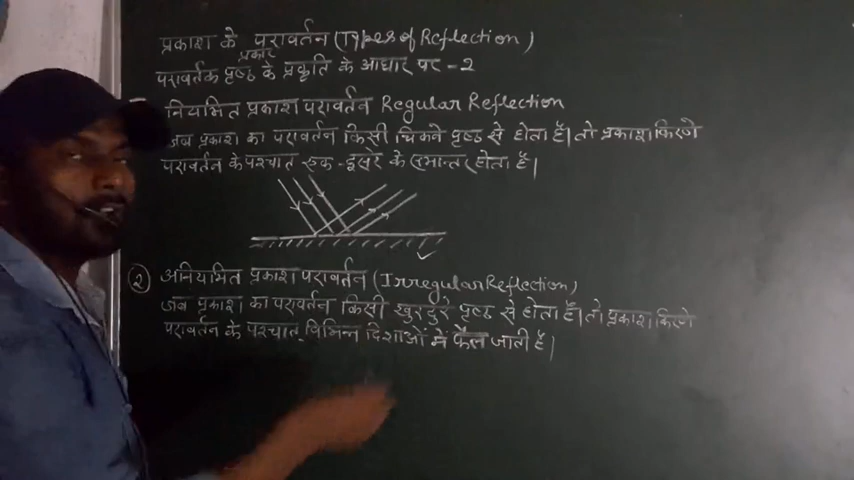 प्रकाश के परावर्तन (Types of Reflection)
प्रकार
परावर्तक पृष्ठ के प्रकृति के आधार पर - 2
नियमित प्रकाश परावर्तन Regular Reflection
जब प्रकाश का परावर्तन किसी चिकने पृष्ठ से होता है। तो प्रकाश किरणे
परावर्तन के पश्चात एक-दूसरे के समान्तर होता है।
② अनियमित प्रकाश परावर्तन (Irregular Reflection)
जब प्रकाश का परावर्तन किसी खुरदुरे पृष्ठ से होता है। तो प्रकाश किरणे
परावर्तन के पश्चात विभिन्न दिशाओं में फैल जाती है।